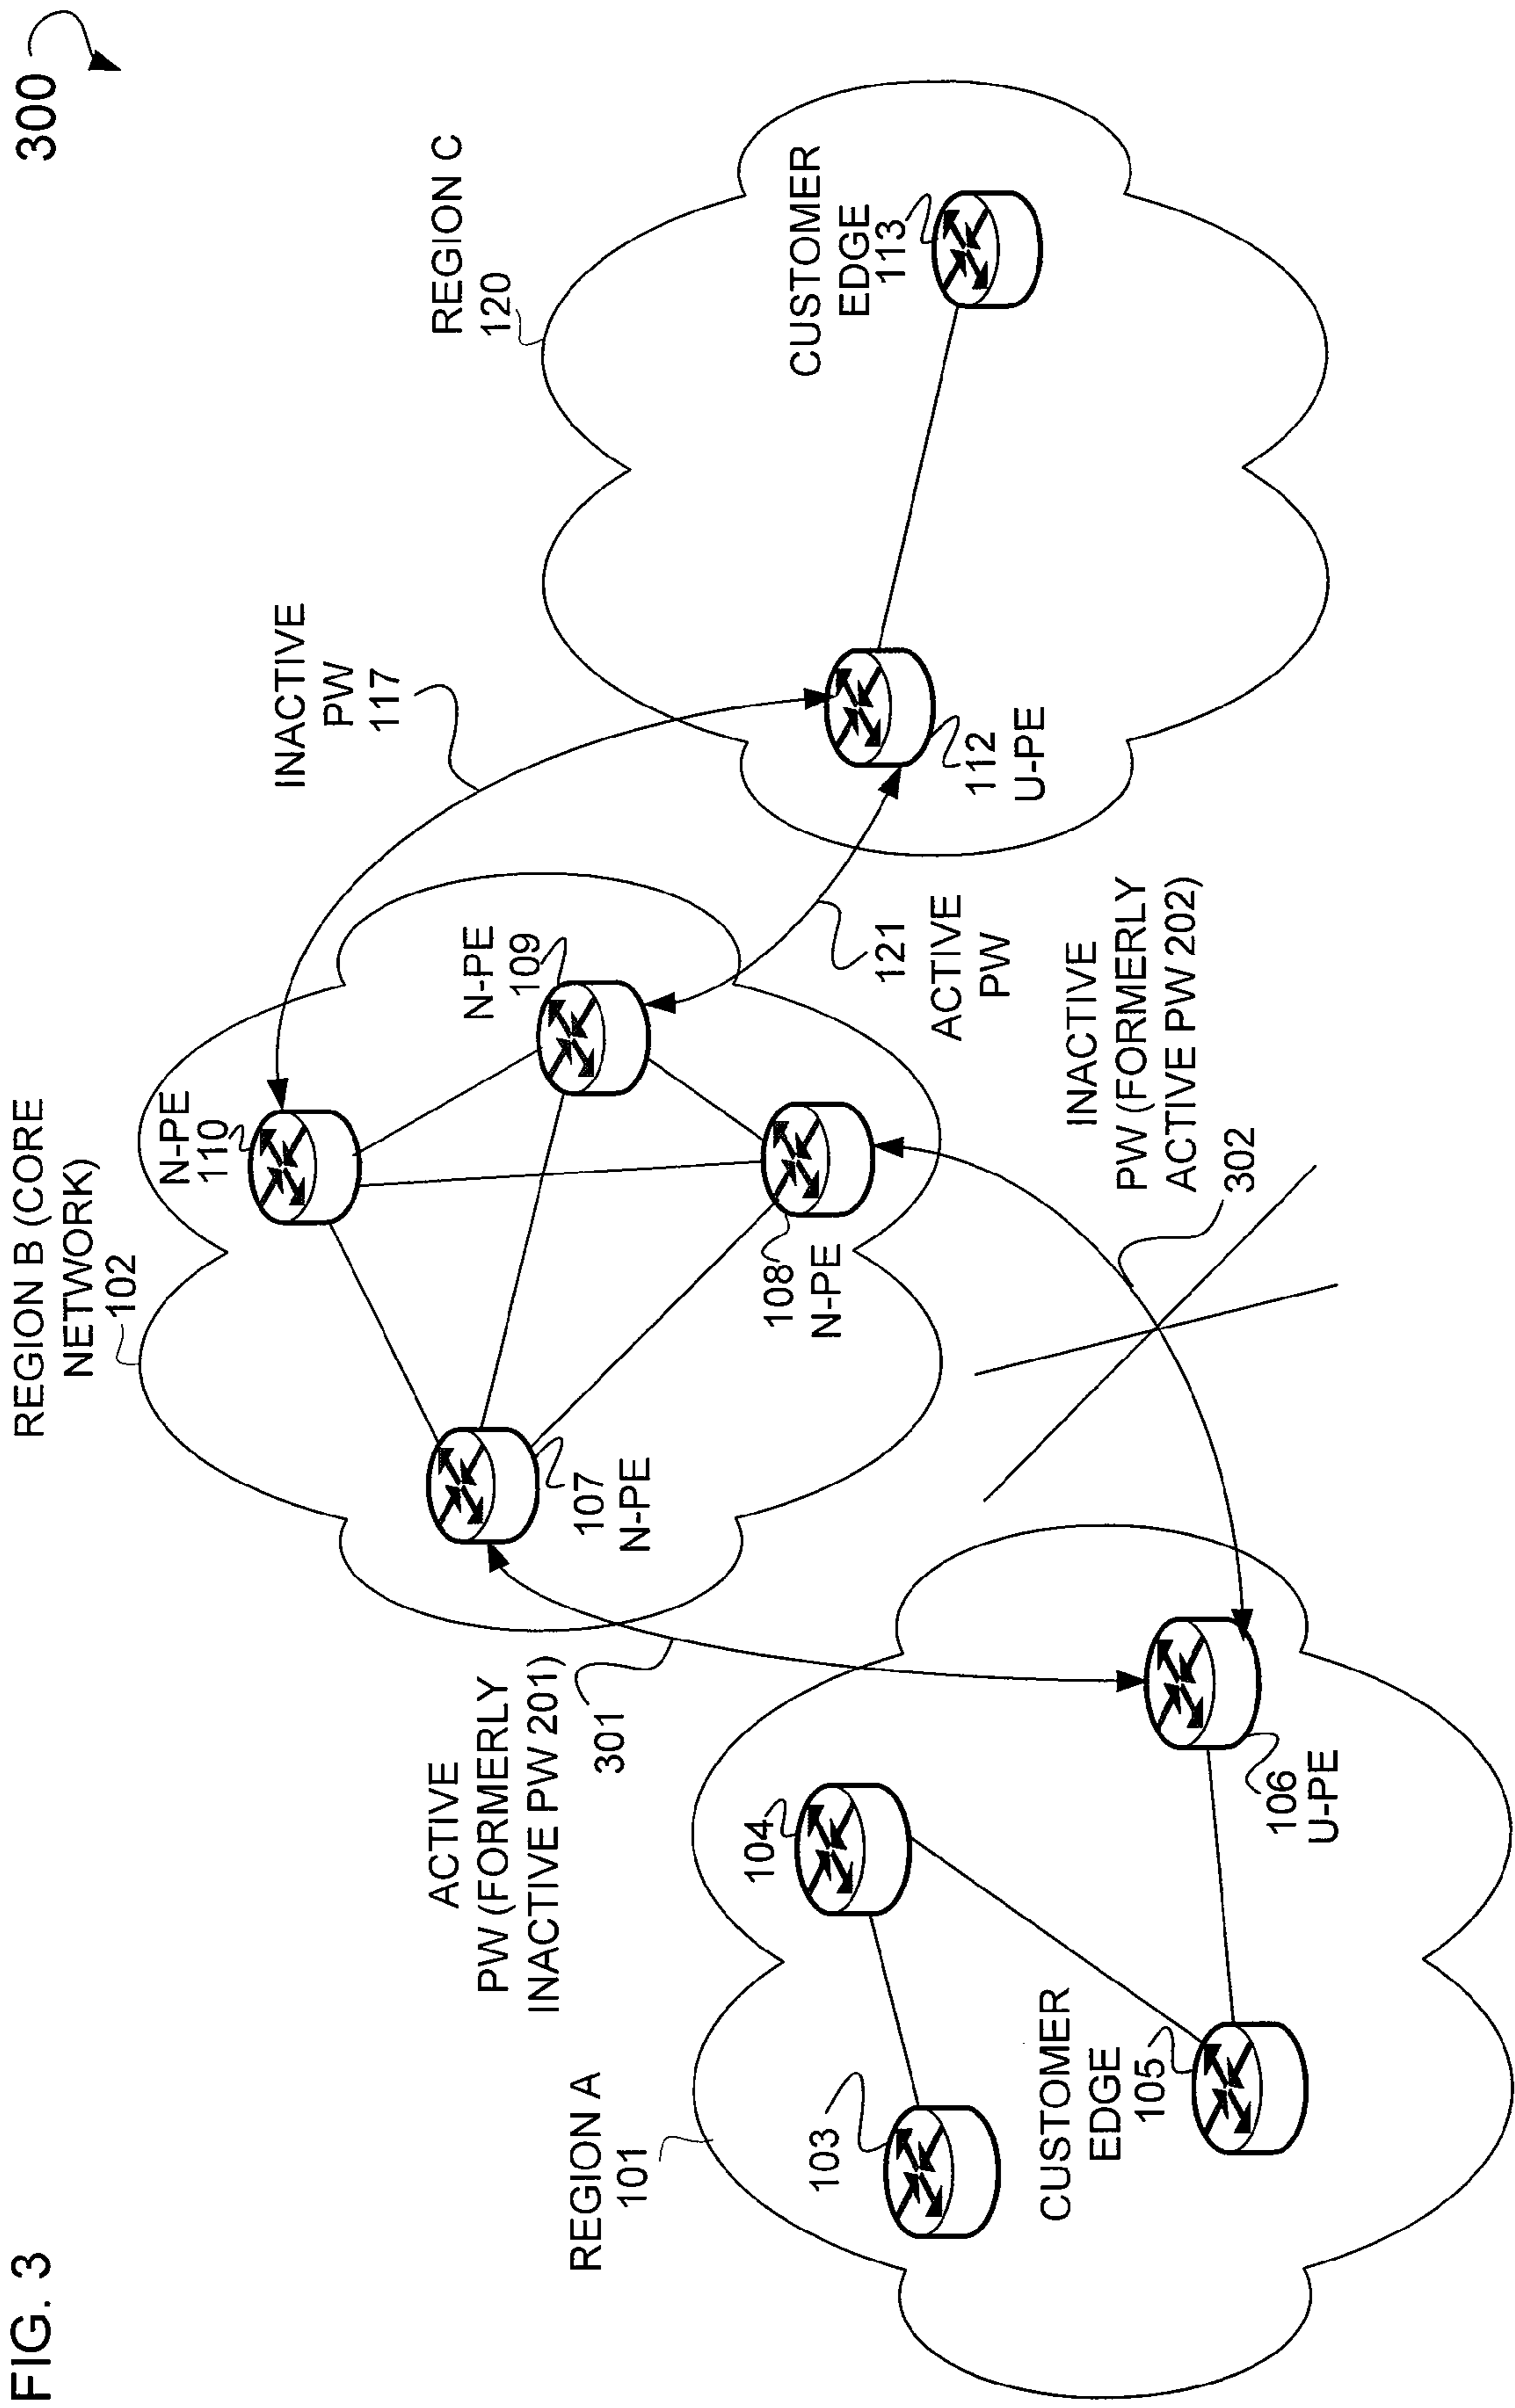 FIG. 3
300
REGION B (CORE
NETWORK)
102
N-PE
110
INACTIVE
PW
117
REGION C
120
ACTIVE
PW (FORMERLY
INACTIVE PW 201)
301
107
N-PE
N-PE
109
108
N-PE
121
ACTIVE
PW
112
U-PE
CUSTOMER
EDGE
113
REGION A
101
103
104
CUSTOMER
EDGE
105
106
U-PE
INACTIVE
PW (FORMERLY
ACTIVE PW 202)
302